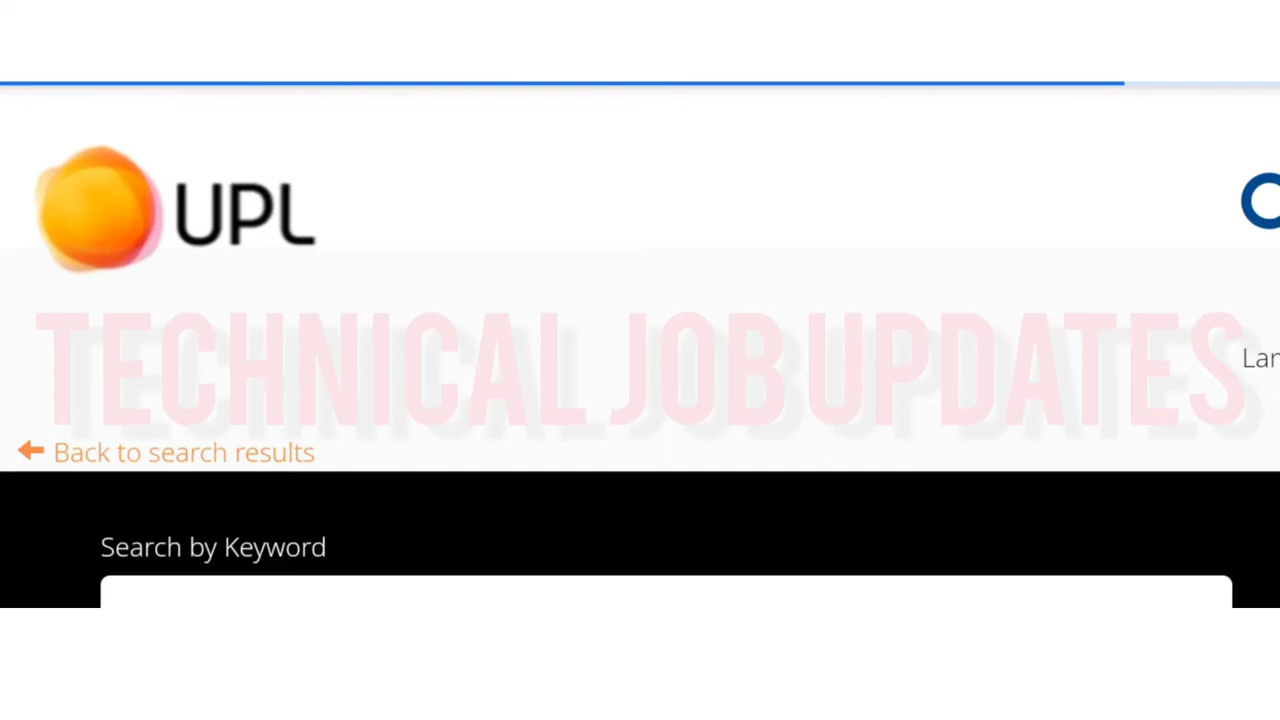 UPL
TECHNICAL JOB UPDATES
Back to search results
Search by Keyword